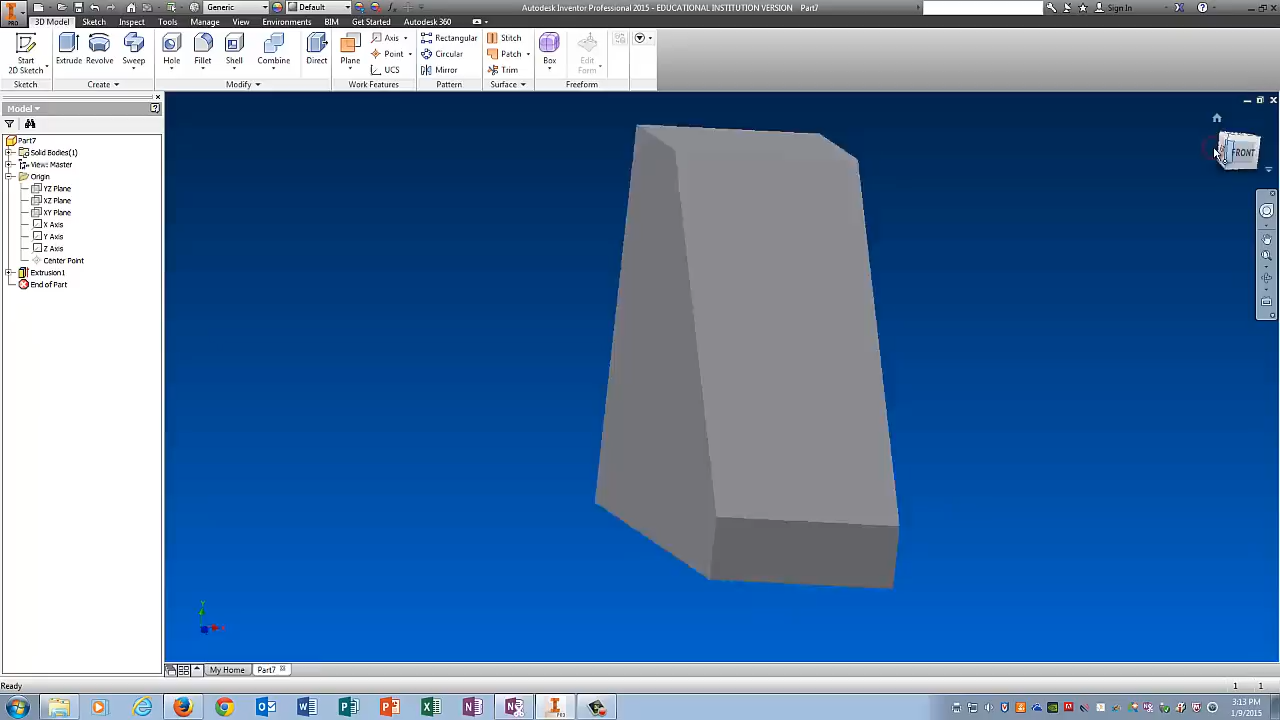 Generic
Default
Autodesk Inventor Professional 2015 - EDUCATIONAL INSTITUTION VERSION Part7
Sign In
PRO
3D Model
Sketch
Inspect
Tools
Manage
View
Environments
BIM
Get Started
Autodesk 360
Start
2D Sketch
Extrude
Revolve
Sweep
Hole
Fillet
Shell
Combine
Direct
Plane
Axis
Point
UCS
Rectangular
Circular
Mirror
Stitch
Patch
Trim
Box
Edit
Form
Sketch
Create
Modify
Work Features
Pattern
Surface
Freeform
Model
Part7
Solid Bodies(1)
View: Master
Origin
YZ Plane
XZ Plane
XY Plane
X Axis
Y Axis
Z Axis
Center Point
Extrusion1
End of Part
FRONT
My Home
Part7
Ready
1
1
3:13 PM
1/9/2015